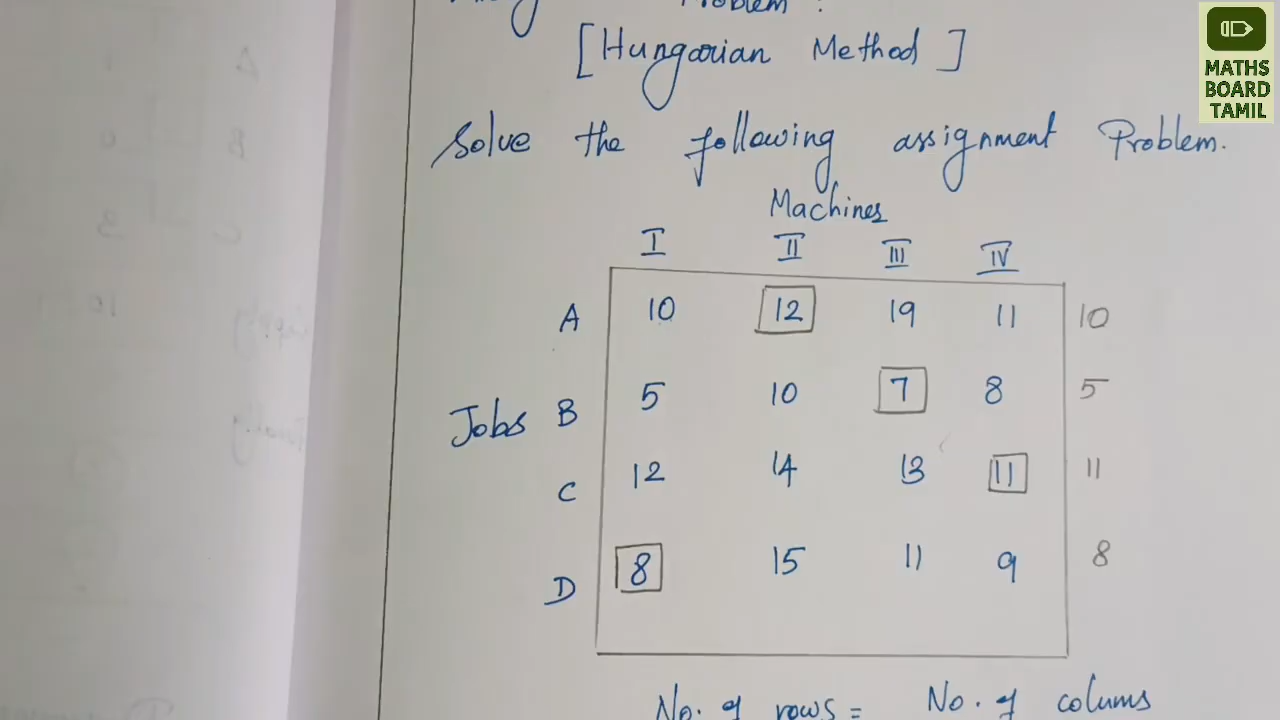 Problem:
[Hungarian Method]
Solve the following assignment Problem.
Machines
I II III IV
A 10 12 19 11 10
B 5 10 7 8 5
Jobs
C 12 14 13 11 11
D 8 15 11 9 8
No. of rows = No. of colums
MATHS
BOARD
TAMIL